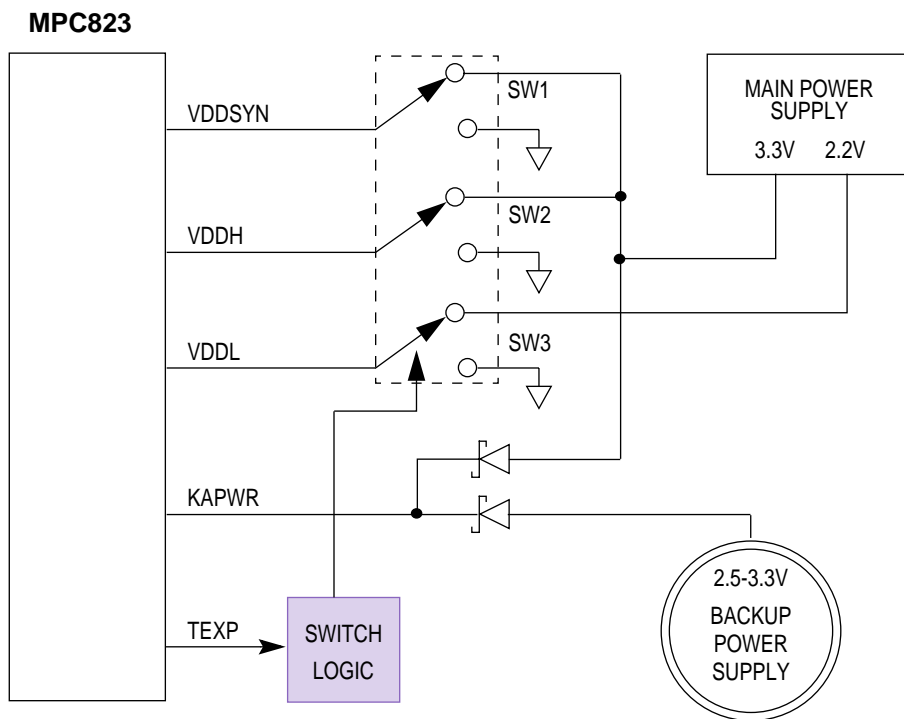 MPC823
VDDSYN
SW1
MAIN POWER
SUPPLY
3.3V 2.2V
VDDH
SW2
VDDL
SW3
KAPWR
2.5-3.3V
BACKUP
POWER
SUPPLY
TEXP
SWITCH
LOGIC